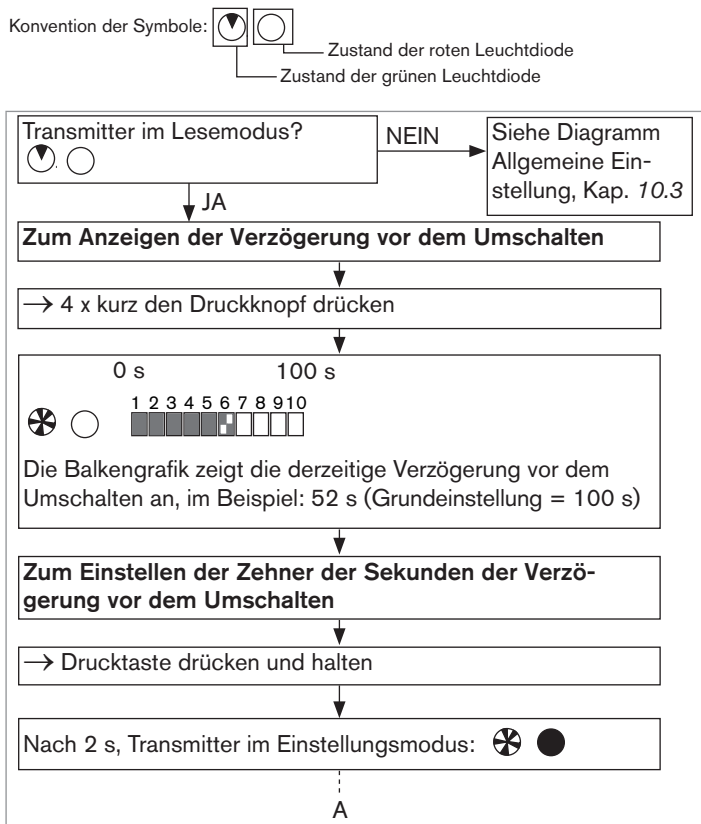 Konvention der Symbole:
Zustand der roten Leuchtdiode
Zustand der grünen Leuchtdiode
Transmitter im Lesemodus?
NEIN
Siehe Diagramm
Allgemeine Ein-
stellung, Kap. 10.3
JA
Zum Anzeigen der Verzögerung vor dem Umschalten
→ 4 x kurz den Druckknopf drücken
0 s 100 s
1 2 3 4 5 6 7 8 9 10
Die Balkengrafik zeigt die derzeitige Verzögerung vor dem
Umschalten an, im Beispiel: 52 s (Grundeinstellung = 100 s)
Zum Einstellen der Zehner der Sekunden der Verzö-
gerung vor dem Umschalten
→ Drucktaste drücken und halten
Nach 2 s, Transmitter im Einstellungsmodus:
A